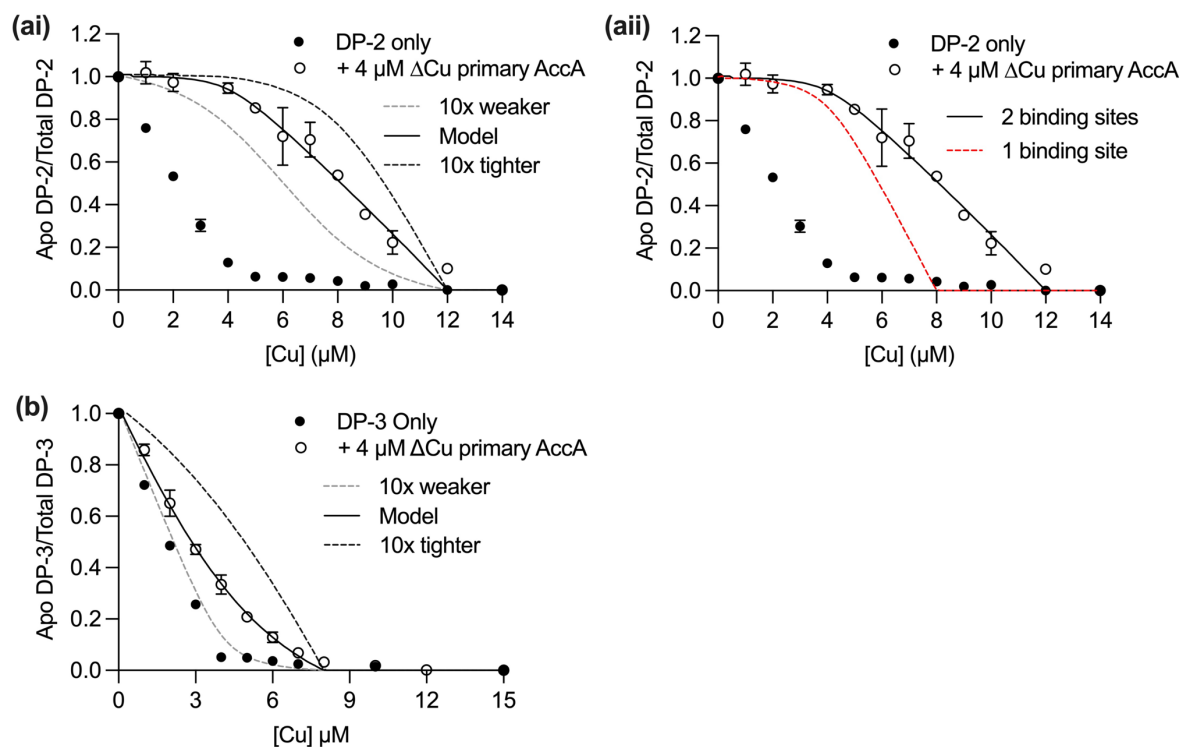 (ai)
Apo DP-2/Total DP-2
1.2
1.0
0.8
0.6
0.4
0.2
0.0
DP-2 only
+ 4 µM ΔCu primary AccA
10x weaker
Model
10x tighter
0 2 4 6 8 10 12 14
[Cu] (µM)
(aii)
Apo DP-2/Total DP-2
1.2
1.0
0.8
0.6
0.4
0.2
0.0
DP-2 only
+ 4 µM ΔCu primary AccA
2 binding sites
1 binding site
0 2 4 6 8 10 12 14
[Cu] (µM)
(b)
Apo DP-3/Total DP-3
1.0
0.8
0.6
0.4
0.2
0.0
DP-3 Only
+ 4 µM ΔCu primary AccA
10x weaker
Model
10x tighter
0 3 6 9 12 15
[Cu] µM